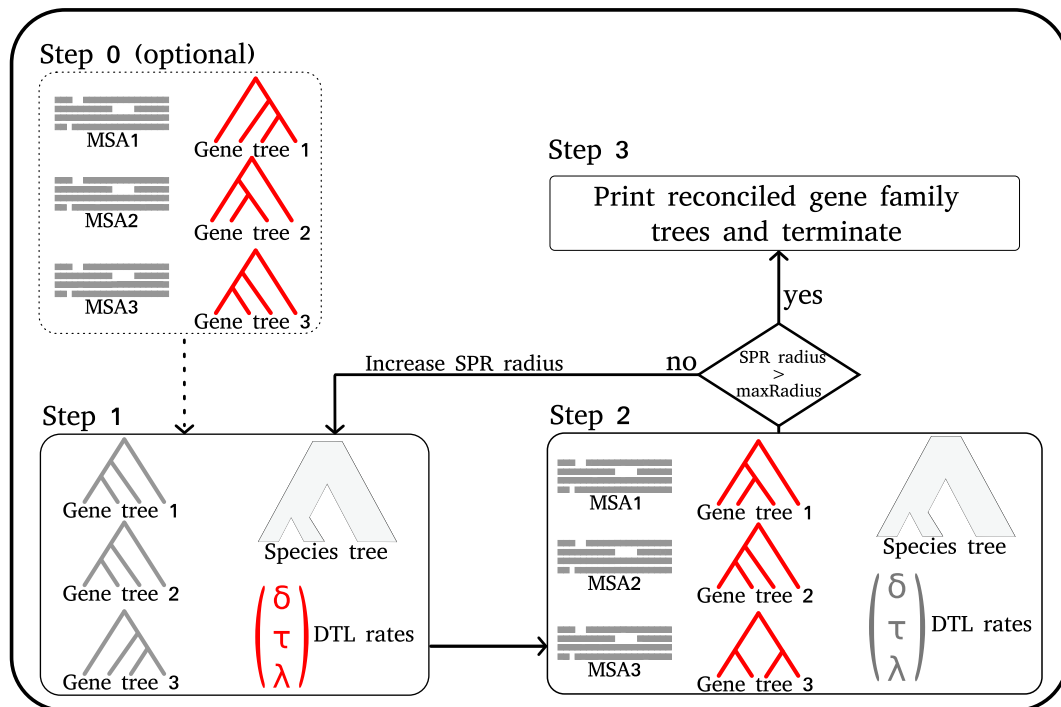 Step 0 (optional)
MSA1
Gene tree 1
MSA2
Gene tree 2
MSA3
Gene tree 3
Step 3
Print reconciled gene family
trees and terminate
yes
no
SPR radius
>
maxRadius
Increase SPR radius
Step 1
Gene tree 1
Species tree
Gene tree 2
Gene tree 3
δ
τ
λ
DTL rates
Step 2
MSA1
Gene tree 1
Species tree
MSA2
Gene tree 2
MSA3
Gene tree 3
δ
τ
λ
DTL rates